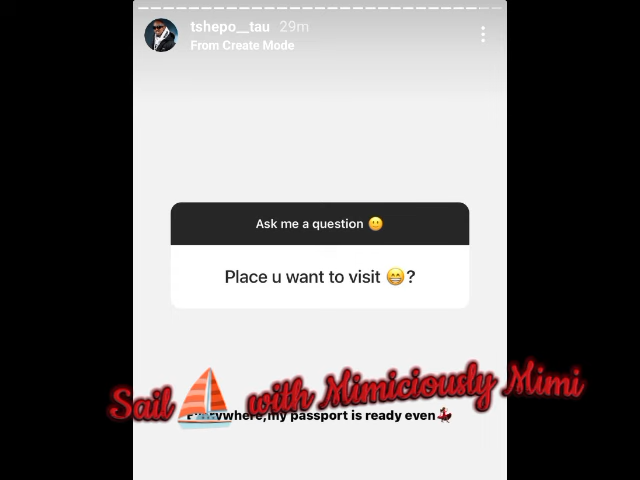 tshepo__tau 29m
From Create Mode
Ask me a question 😶
Place u want to visit 😁?
Sail⛵ with Mimiciously Mimi
Everywhere,my passport is ready even💃